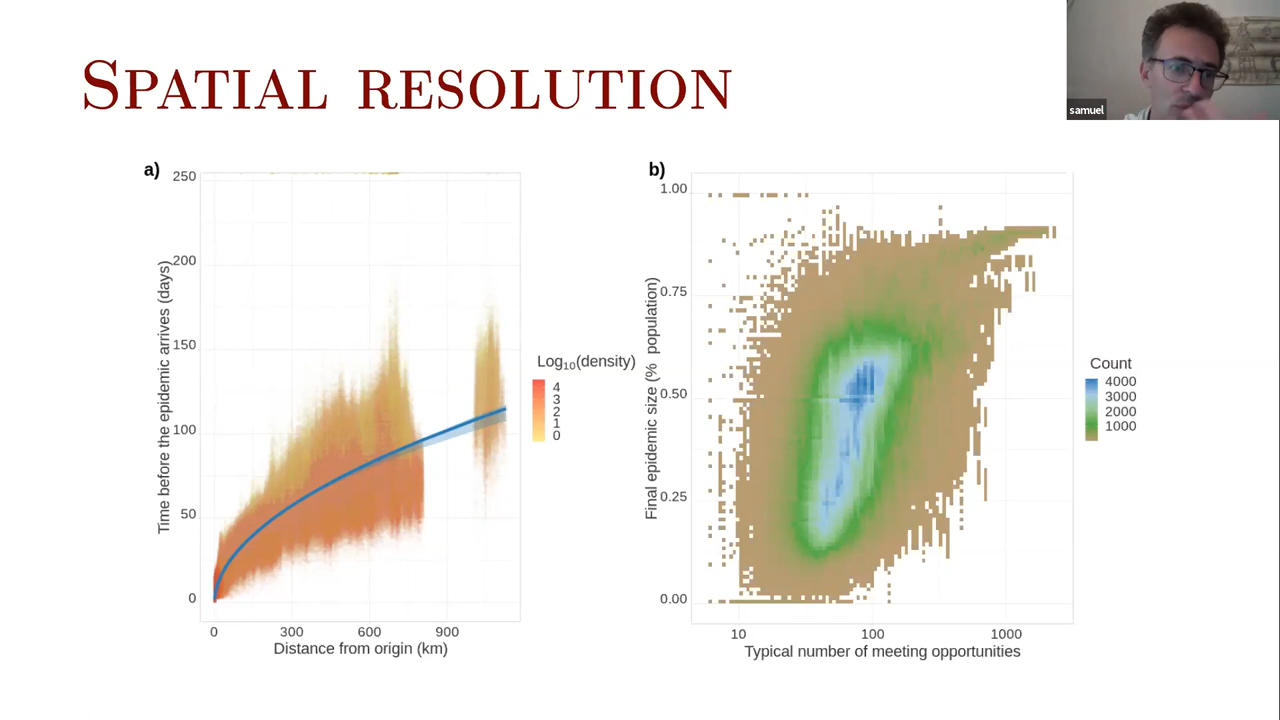 SPATIAL RESOLUTION
samuel
a)
250
200
150
100
50
0
Time before the epidemic arrives (days)
0 300 600 900
Distance from origin (km)
Log10(density)
4
3
2
1
0
b)
1.00
0.75
0.50
0.25
0.00
Final epidemic size (% population)
10 100 1000
Typical number of meeting opportunities
Count
4000
3000
2000
1000